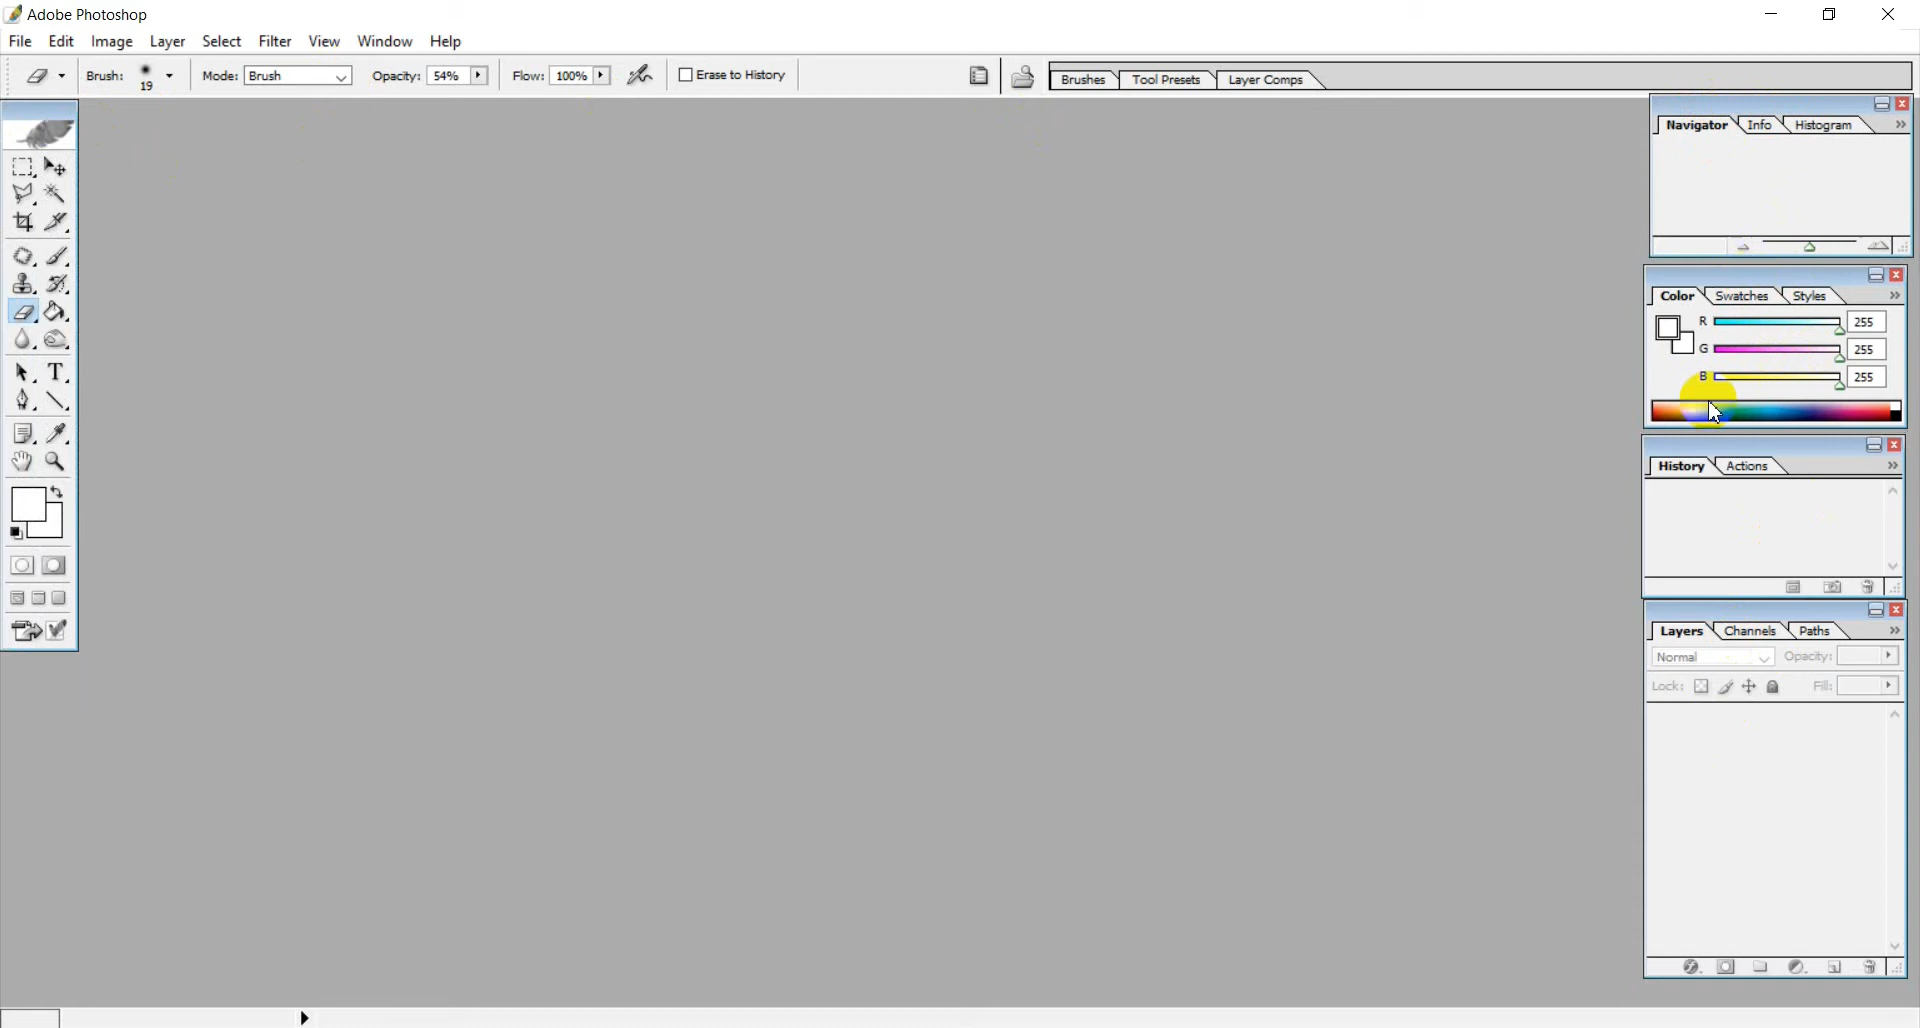 Adobe Photoshop
File Edit Image Layer Select Filter View Window Help
Brush: 19 Mode: Brush Opacity: 54% Flow: 100% Erase to History Brushes Tool Presets Layer Comps
Navigator Info Histogram
Color Swatches Styles
R 255
G 255
B 255
History Actions
Layers Channels Paths
Normal Opacity:
Lock: Fill: